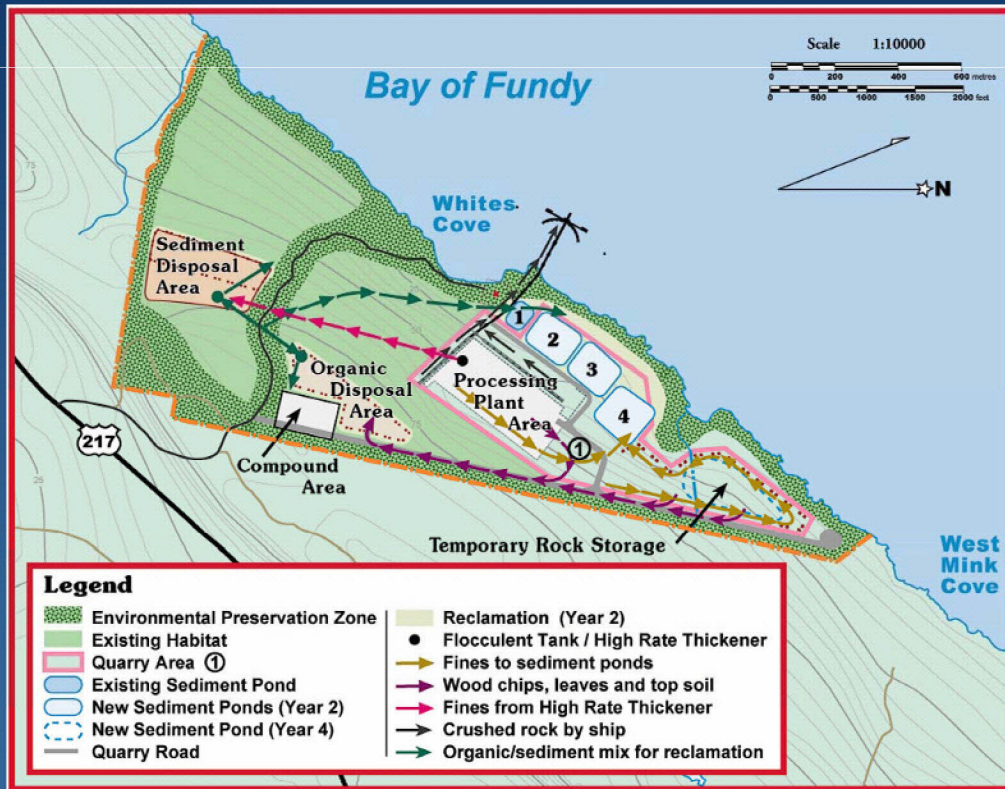 Scale 1:10000
0 200 400 600 metres
0 500 1000 1500 2000 feet
Bay of Fundy
N
Whites
Cove
75
Sediment
Disposal
Area
1
2
3
4
Organic
Disposal
Area
Processing
Plant
Area
1
217
Compound
Area
25
Temporary Rock Storage
West
Mink
Cove
Legend
Environmental Preservation Zone
Existing Habitat
Quarry Area 1
Existing Sediment Pond
New Sediment Ponds (Year 2)
New Sediment Pond (Year 4)
Quarry Road
Reclamation (Year 2)
Flocculent Tank / High Rate Thickener
Fines to sediment ponds
Wood chips, leaves and top soil
Fines from High Rate Thickener
Crushed rock by ship
Organic/sediment mix for reclamation